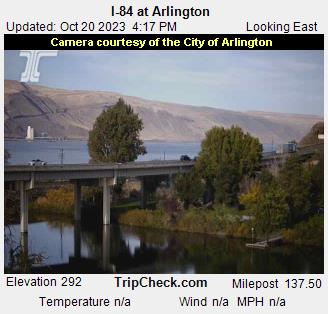 I-84 at Arlington
Updated: Oct 20 2023 4:17 PM Looking East
Camera courtesy of the City of Arlington
Elevation 292 TripCheck.com Milepost 137.50
Temperature n/a Wind n/a MPH n/a